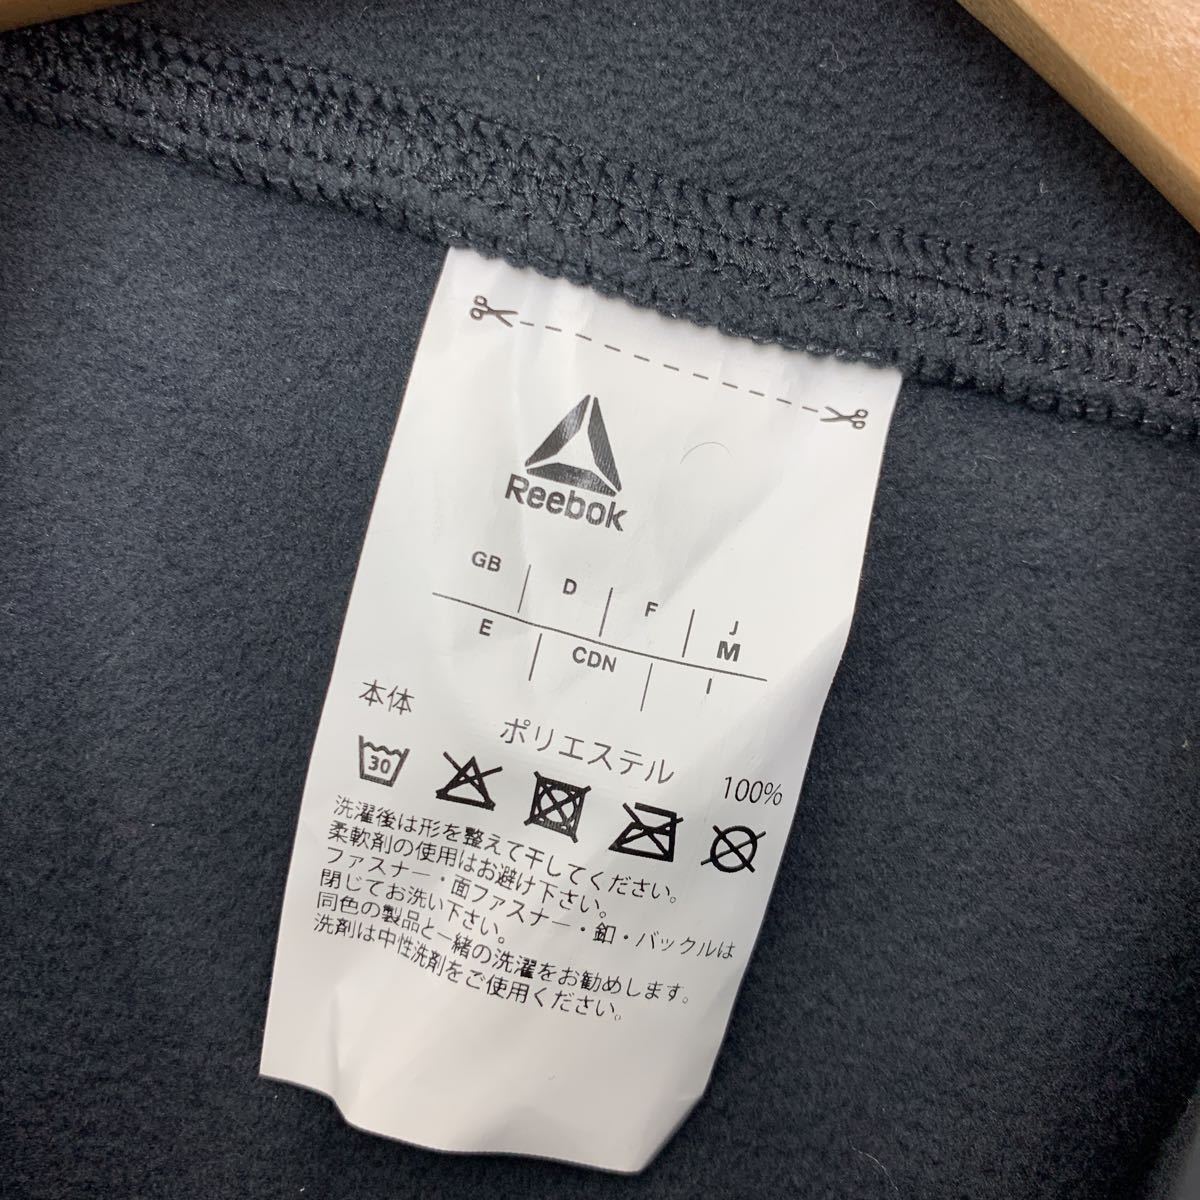 Reebok
GB D F J
M
E CDN I
本体
ポリエステル 100%
30
洗濯後は形を整えて干してください。
柔軟剤の使用はお避け下さい。
ファスナー・面ファスナー・釦・バックルは
閉じてお洗い下さい。
同色の製品と一緒の洗濯をお勧めします。
洗剤は中性洗剤をご使用ください。